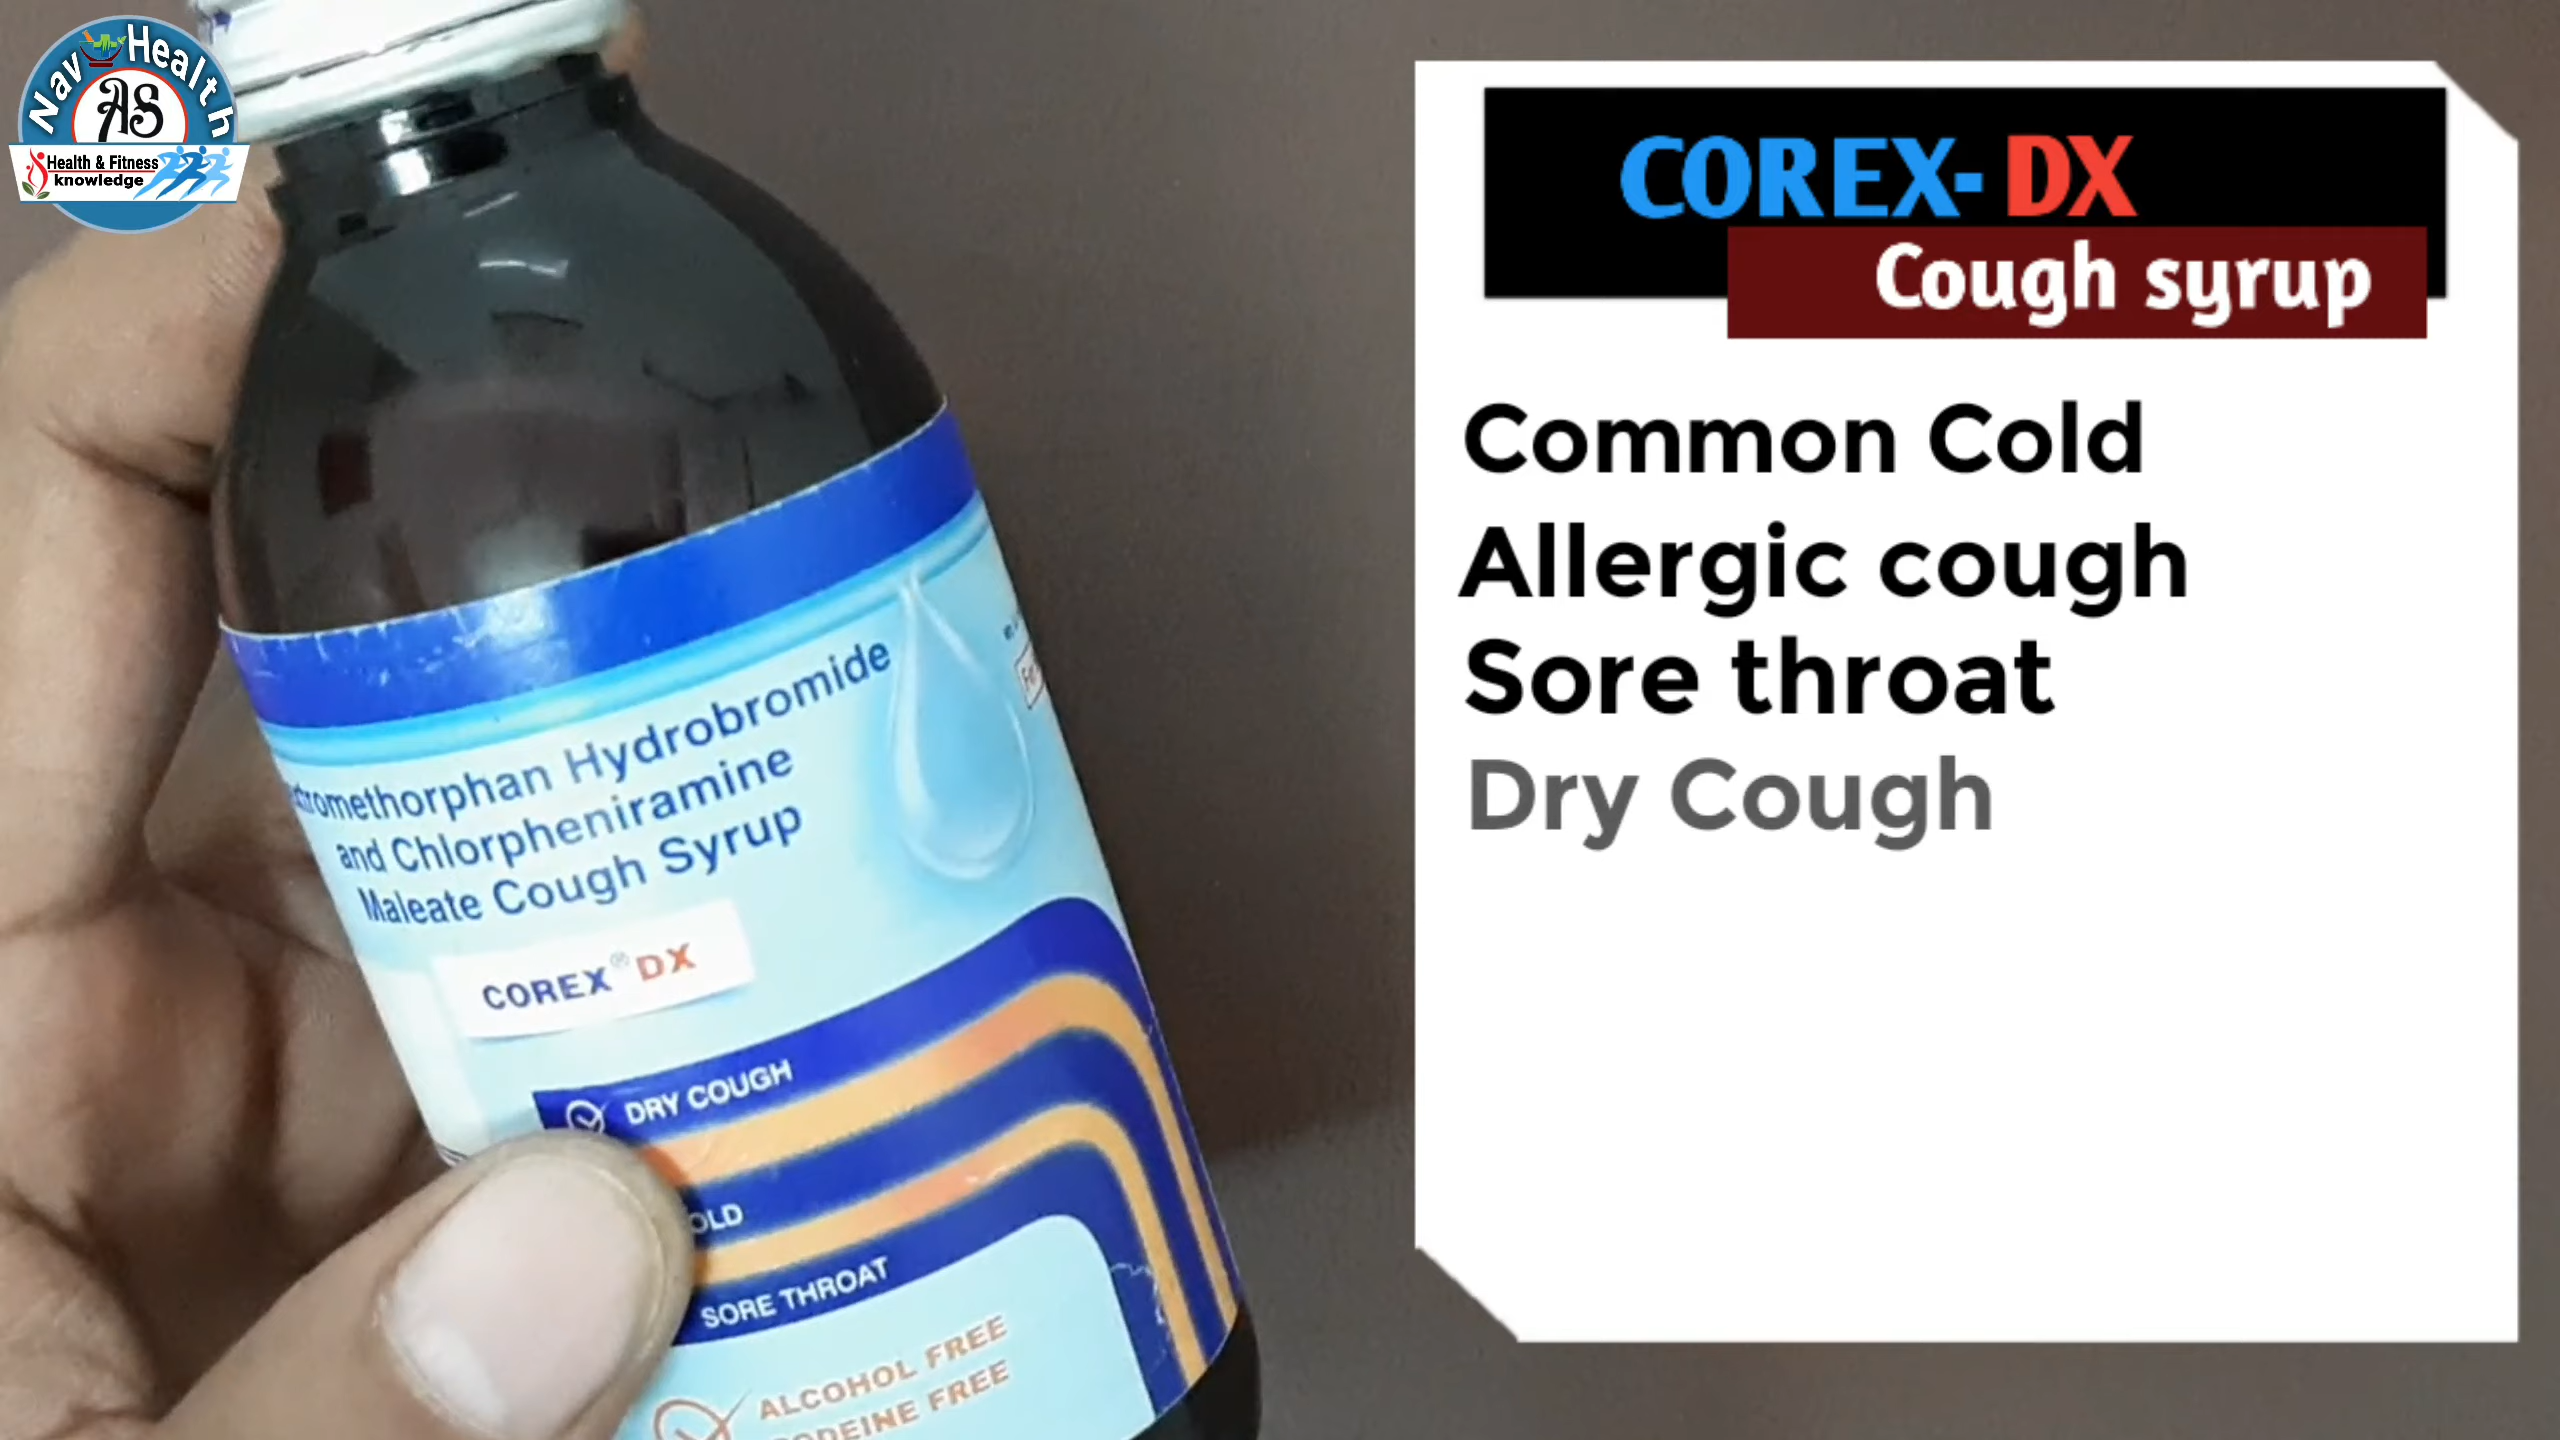 Nav Health
AS
Health & Fitness
knowledge
COREX-DX
Cough syrup
Common Cold
Allergic cough
Sore throat
Dry Cough
Hydrobromide
and Chlorpheniramine
Maleate Cough Syrup
COREX® DX
DRY COUGH
SORE THROAT
ALCOHOL FREE
FREE